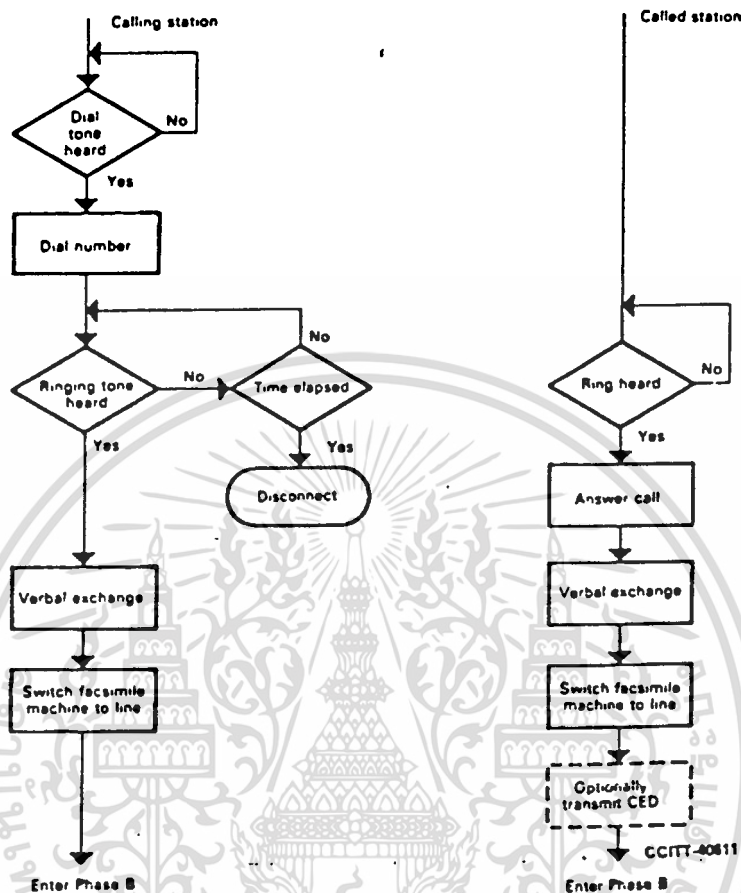 Calling station
Dial
tone
heard
No
Yes
Dial number
Ringing tone
heard
No
Yes
Time elapsed
No
Yes
Disconnect
Verbal exchange
Switch facsimile
machine to line
Enter Phase B
Called station
Ring heard
No
Yes
Answer call
Verbal exchange
Switch facsimile
machine to line
Optionally
transmit CED
CCITT-40811
Enter Phase B